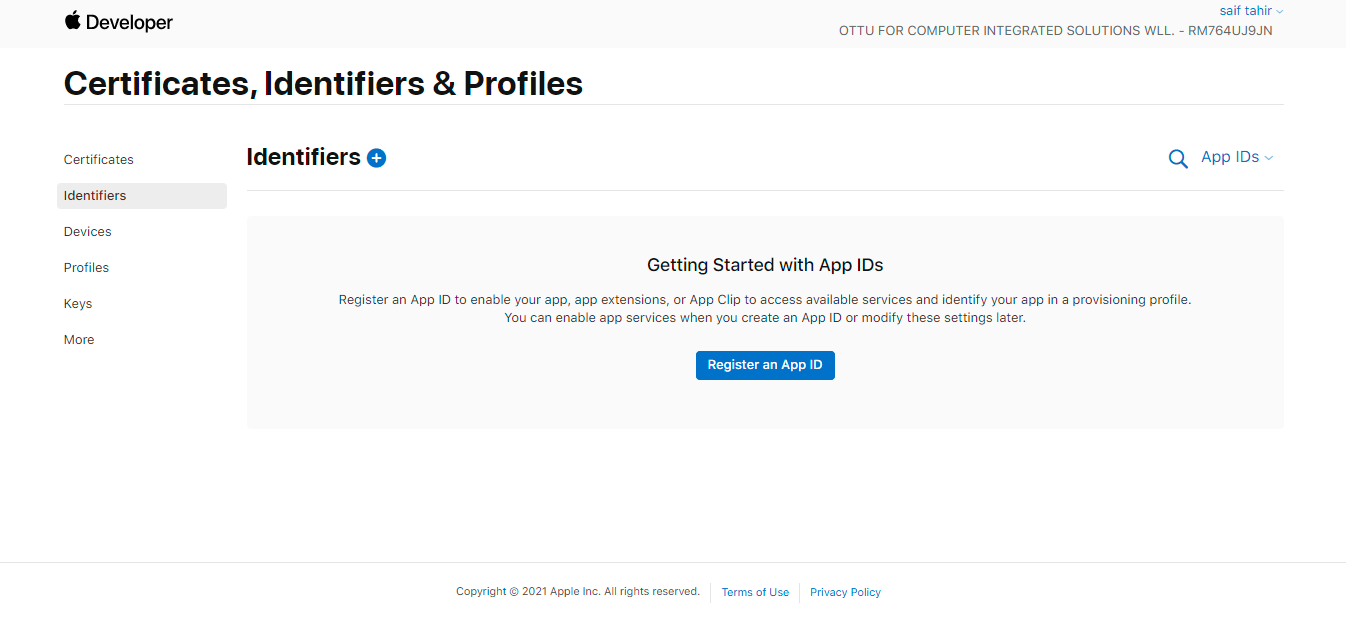 Developer
saif tahir
OTTU FOR COMPUTER INTEGRATED SOLUTIONS WLL. - RM764UJ9JN
Certificates, Identifiers & Profiles
Certificates
Identifiers
Devices
Profiles
Keys
More
Identifiers
App IDs
Getting Started with App IDs
Register an App ID to enable your app, app extensions, or App Clip to access available services and identify your app in a provisioning profile.
You can enable app services when you create an App ID or modify these settings later.
Register an App ID
Copyright © 2021 Apple Inc. All rights reserved.
Terms of Use
Privacy Policy